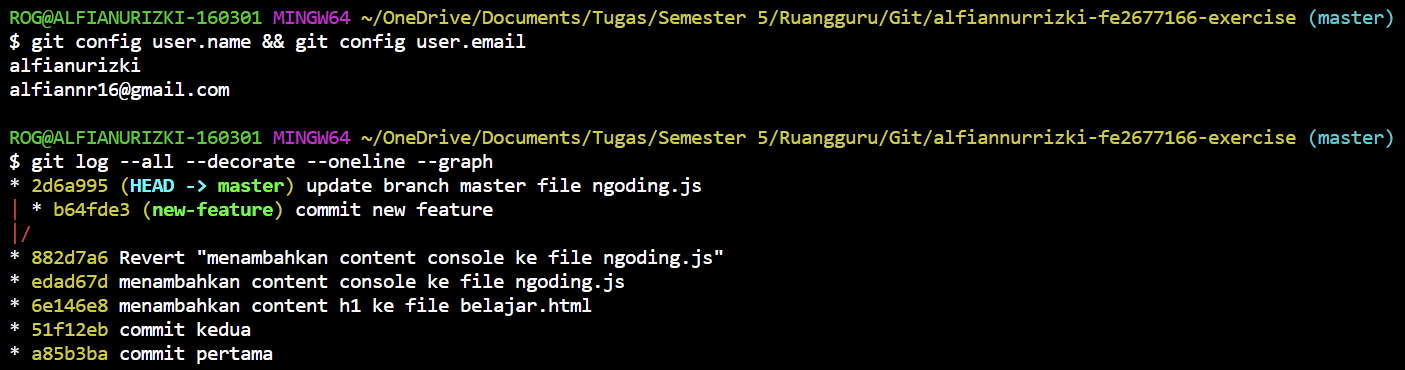 ROG@ALFIANURIZKI-160301 MINGW64 ~/OneDrive/Documents/Tugas/Semester 5/Ruangguru/Git/alfiannurrizki-fe2677166-exercise (master)
$ git config user.name && git config user.email
alfianurizki
alfiannr16@gmail.com
ROG@ALFIANURIZKI-160301 MINGW64 ~/OneDrive/Documents/Tugas/Semester 5/Ruangguru/Git/alfiannurrizki-fe2677166-exercise (master)
$ git log --all --decorate --oneline --graph
* 2d6a995 (HEAD -> master) update branch master file ngoding.js
| * b64fde3 (new-feature) commit new feature
|/
* 882d7a6 Revert "menambahkan content console ke file ngoding.js"
* edad67d menambahkan content console ke file ngoding.js
* 6e146e8 menambahkan content h1 ke file belajar.html
* 51f12eb commit kedua
* a85b3ba commit pertama